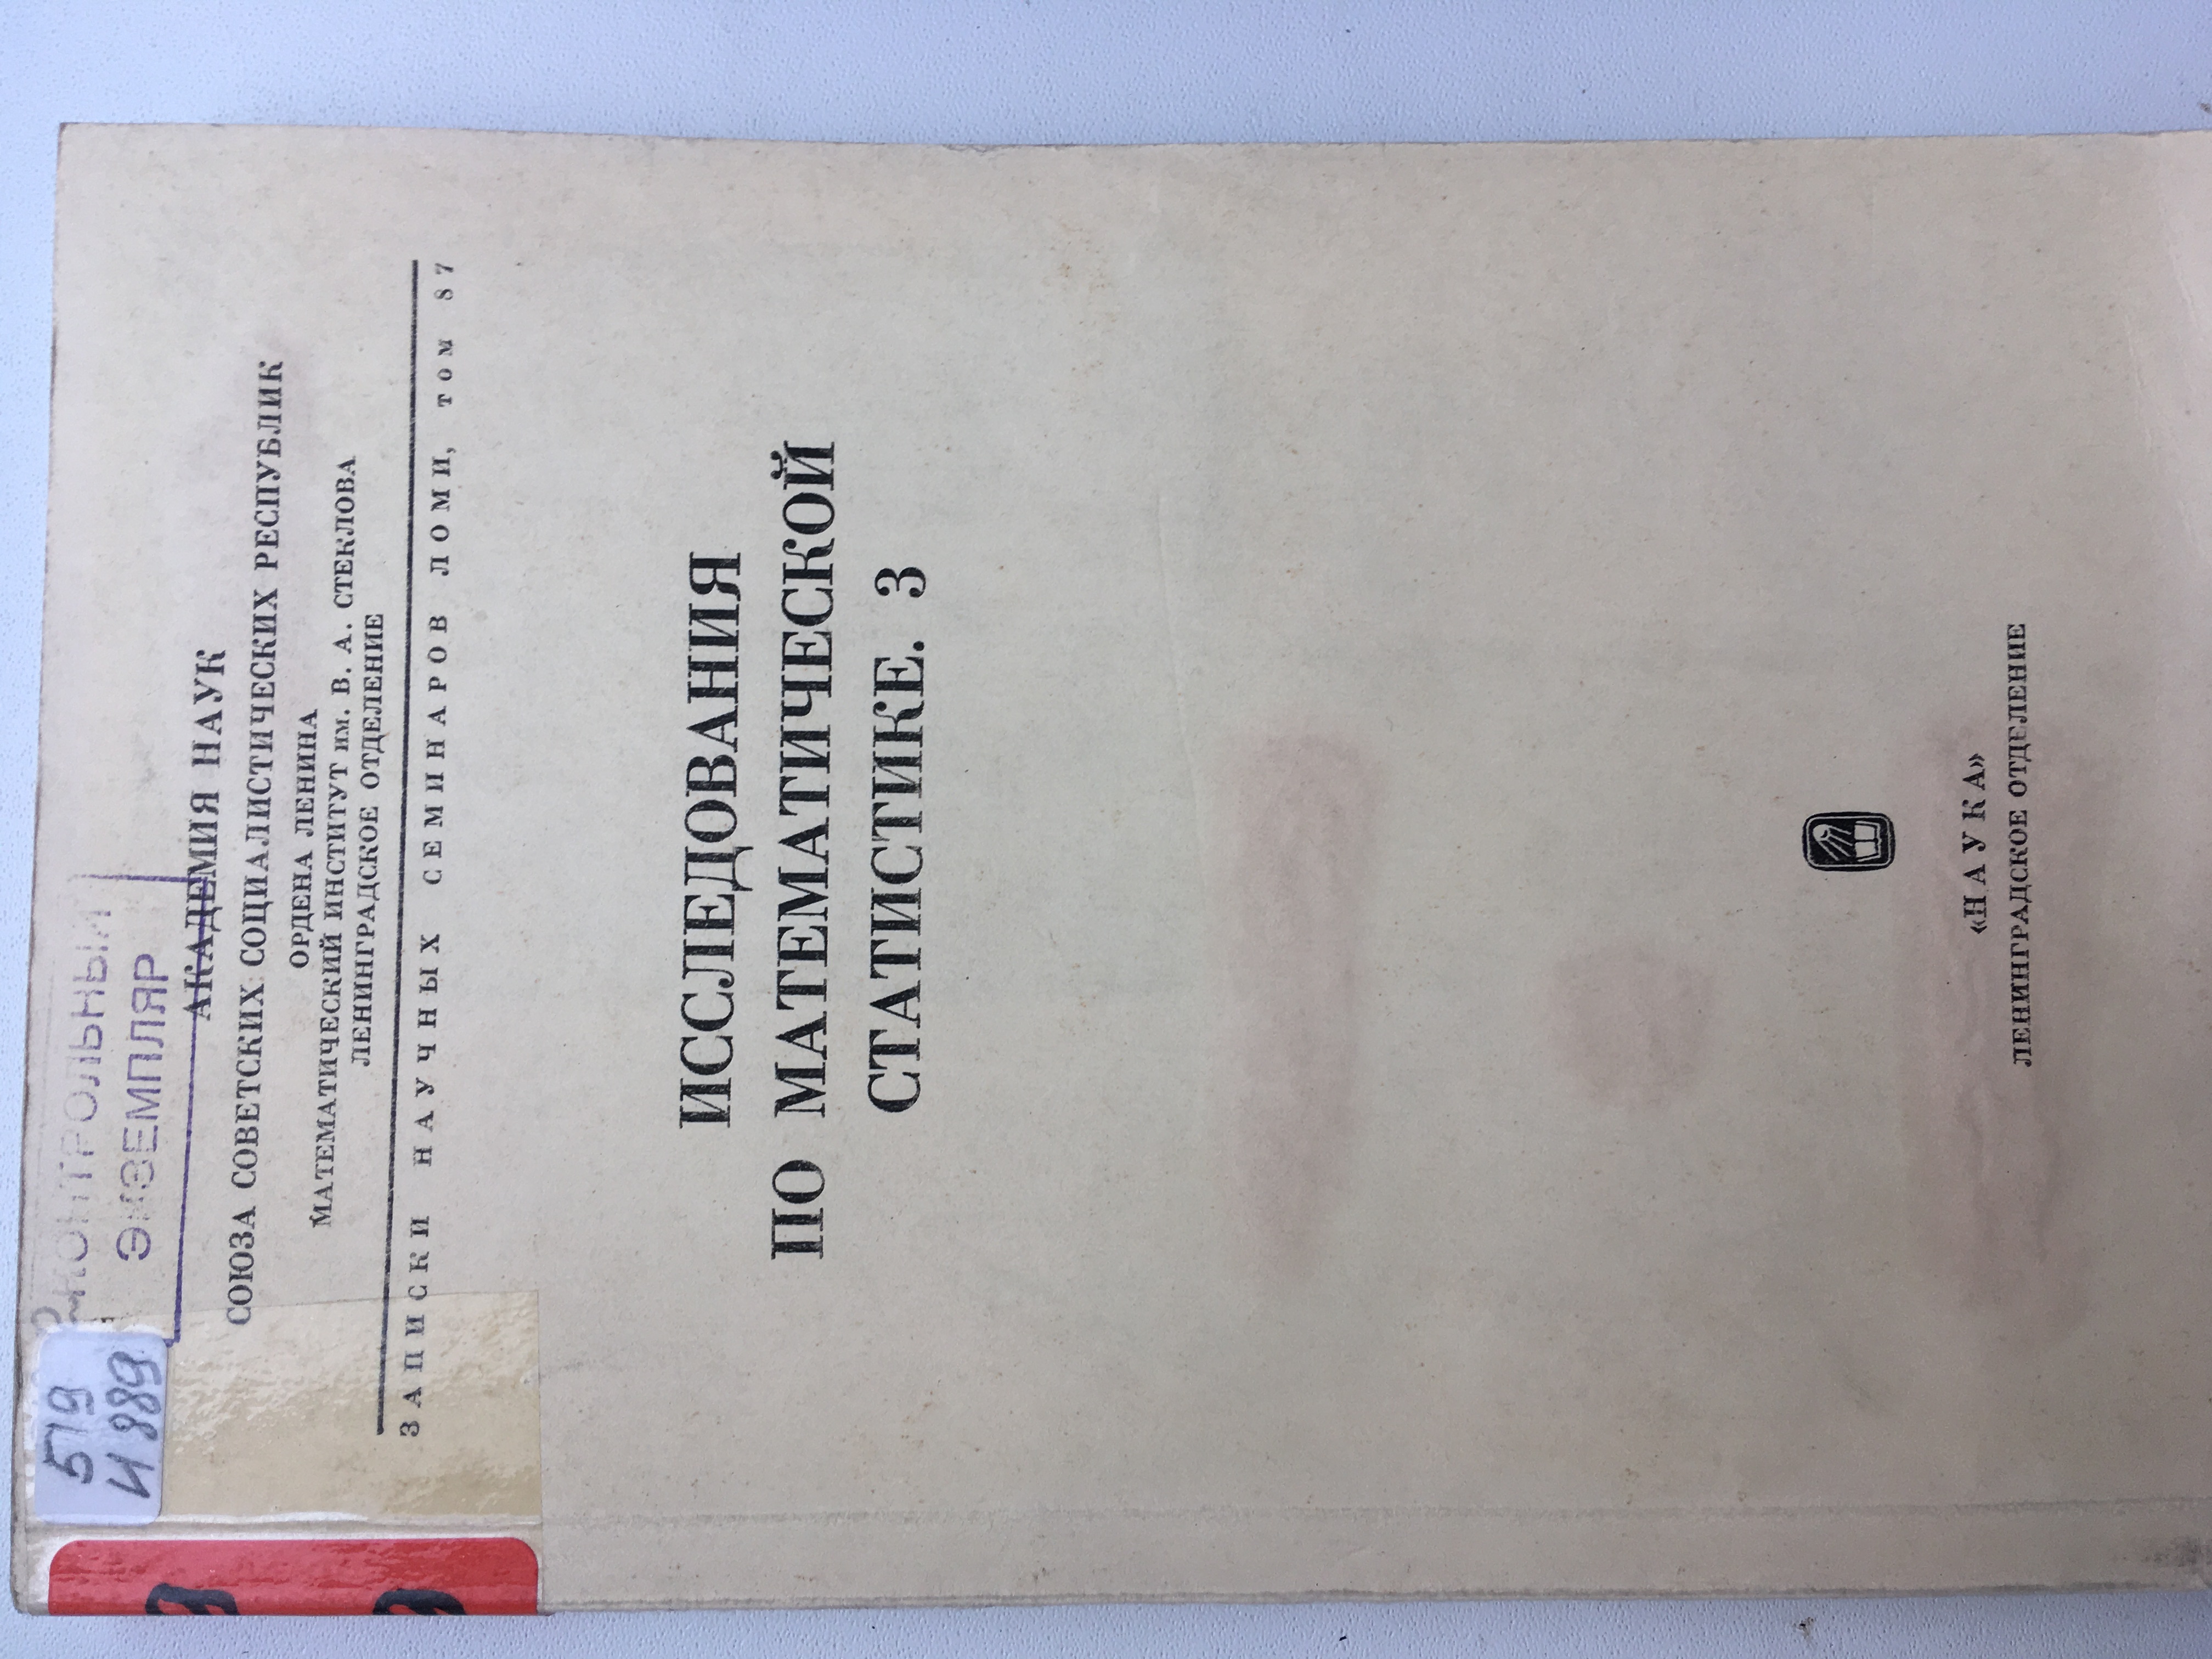 КОНТРОЛЬНЫЙ
ЭКЗЕМПЛЯР
519
И 889
АКАДЕМИЯ НАУК
СОЮЗА СОВЕТСКИХ СОЦИАЛИСТИЧЕСКИХ РЕСПУБЛИК
ОРДЕНА ЛЕНИНА
МАТЕМАТИЧЕСКИЙ ИНСТИТУТ им. В. А. СТЕКЛОВА
ЛЕНИНГРАДСКОЕ ОТДЕЛЕНИЕ
ЗАПИСКИ НАУЧНЫХ СЕМИНАРОВ ЛОМИ, том 87
ИССЛЕДОВАНИЯ
ПО МАТЕМАТИЧЕСКОЙ
СТАТИСТИКЕ. 3
«НАУКА»
ЛЕНИНГРАДСКОЕ ОТДЕЛЕНИЕ